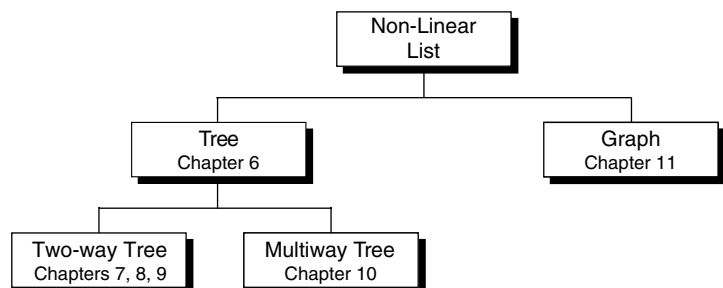 Non-Linear
List
Tree
Chapter 6
Graph
Chapter 11
Two-way Tree
Chapters 7, 8, 9
Multiway Tree
Chapter 10